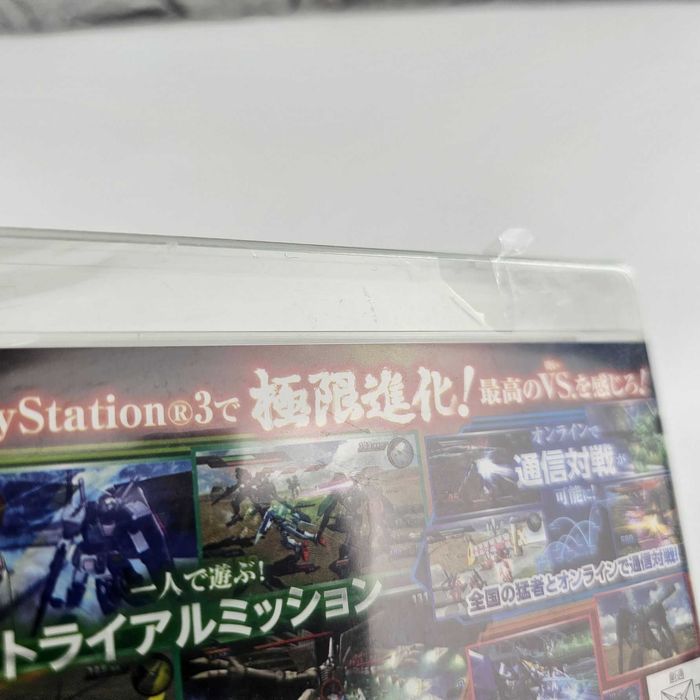 yStation®3で 極限進化! 最高のVS.を感じろ!
オンラインで
通信対戦が
可能に!
一人で遊ぶ!
トライアルミッション
全国の猛者とオンラインで通信対戦!